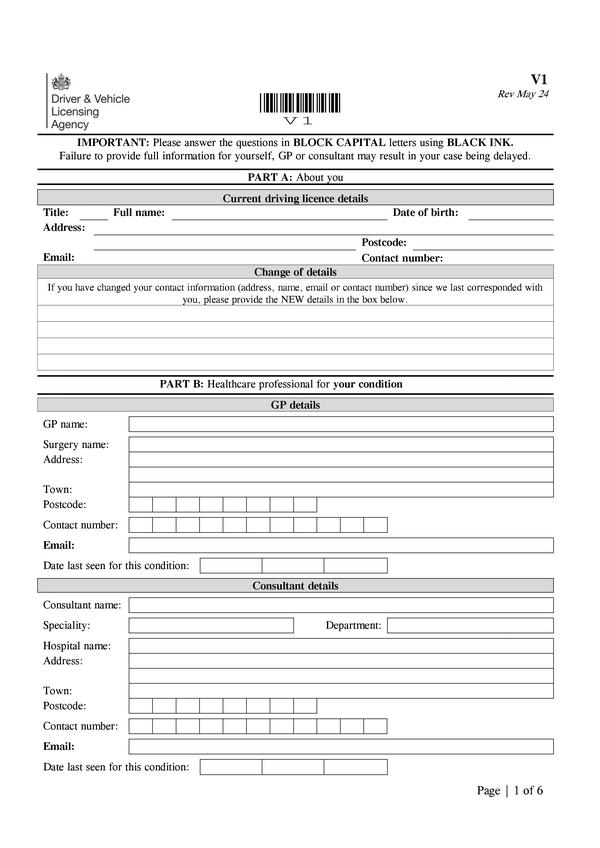 Driver & Vehicle
Licensing
Agency
V1
V1
Rev May 24
IMPORTANT: Please answer the questions in BLOCK CAPITAL letters using BLACK INK.
Failure to provide full information for yourself, GP or consultant may result in your case being delayed.
PART A: About you
Current driving licence details
Title: Full name: Date of birth:
Address:
Postcode:
Email: Contact number:
Change of details
If you have changed your contact information (address, name, email or contact number) since we last corresponded with
you, please provide the NEW details in the box below.
PART B: Healthcare professional for your condition
GP details
GP name:
Surgery name:
Address:
Town:
Postcode:
Contact number:
Email:
Date last seen for this condition:
Consultant details
Consultant name:
Speciality: Department:
Hospital name:
Address:
Town:
Postcode:
Contact number:
Email:
Date last seen for this condition:
Page | 1 of 6